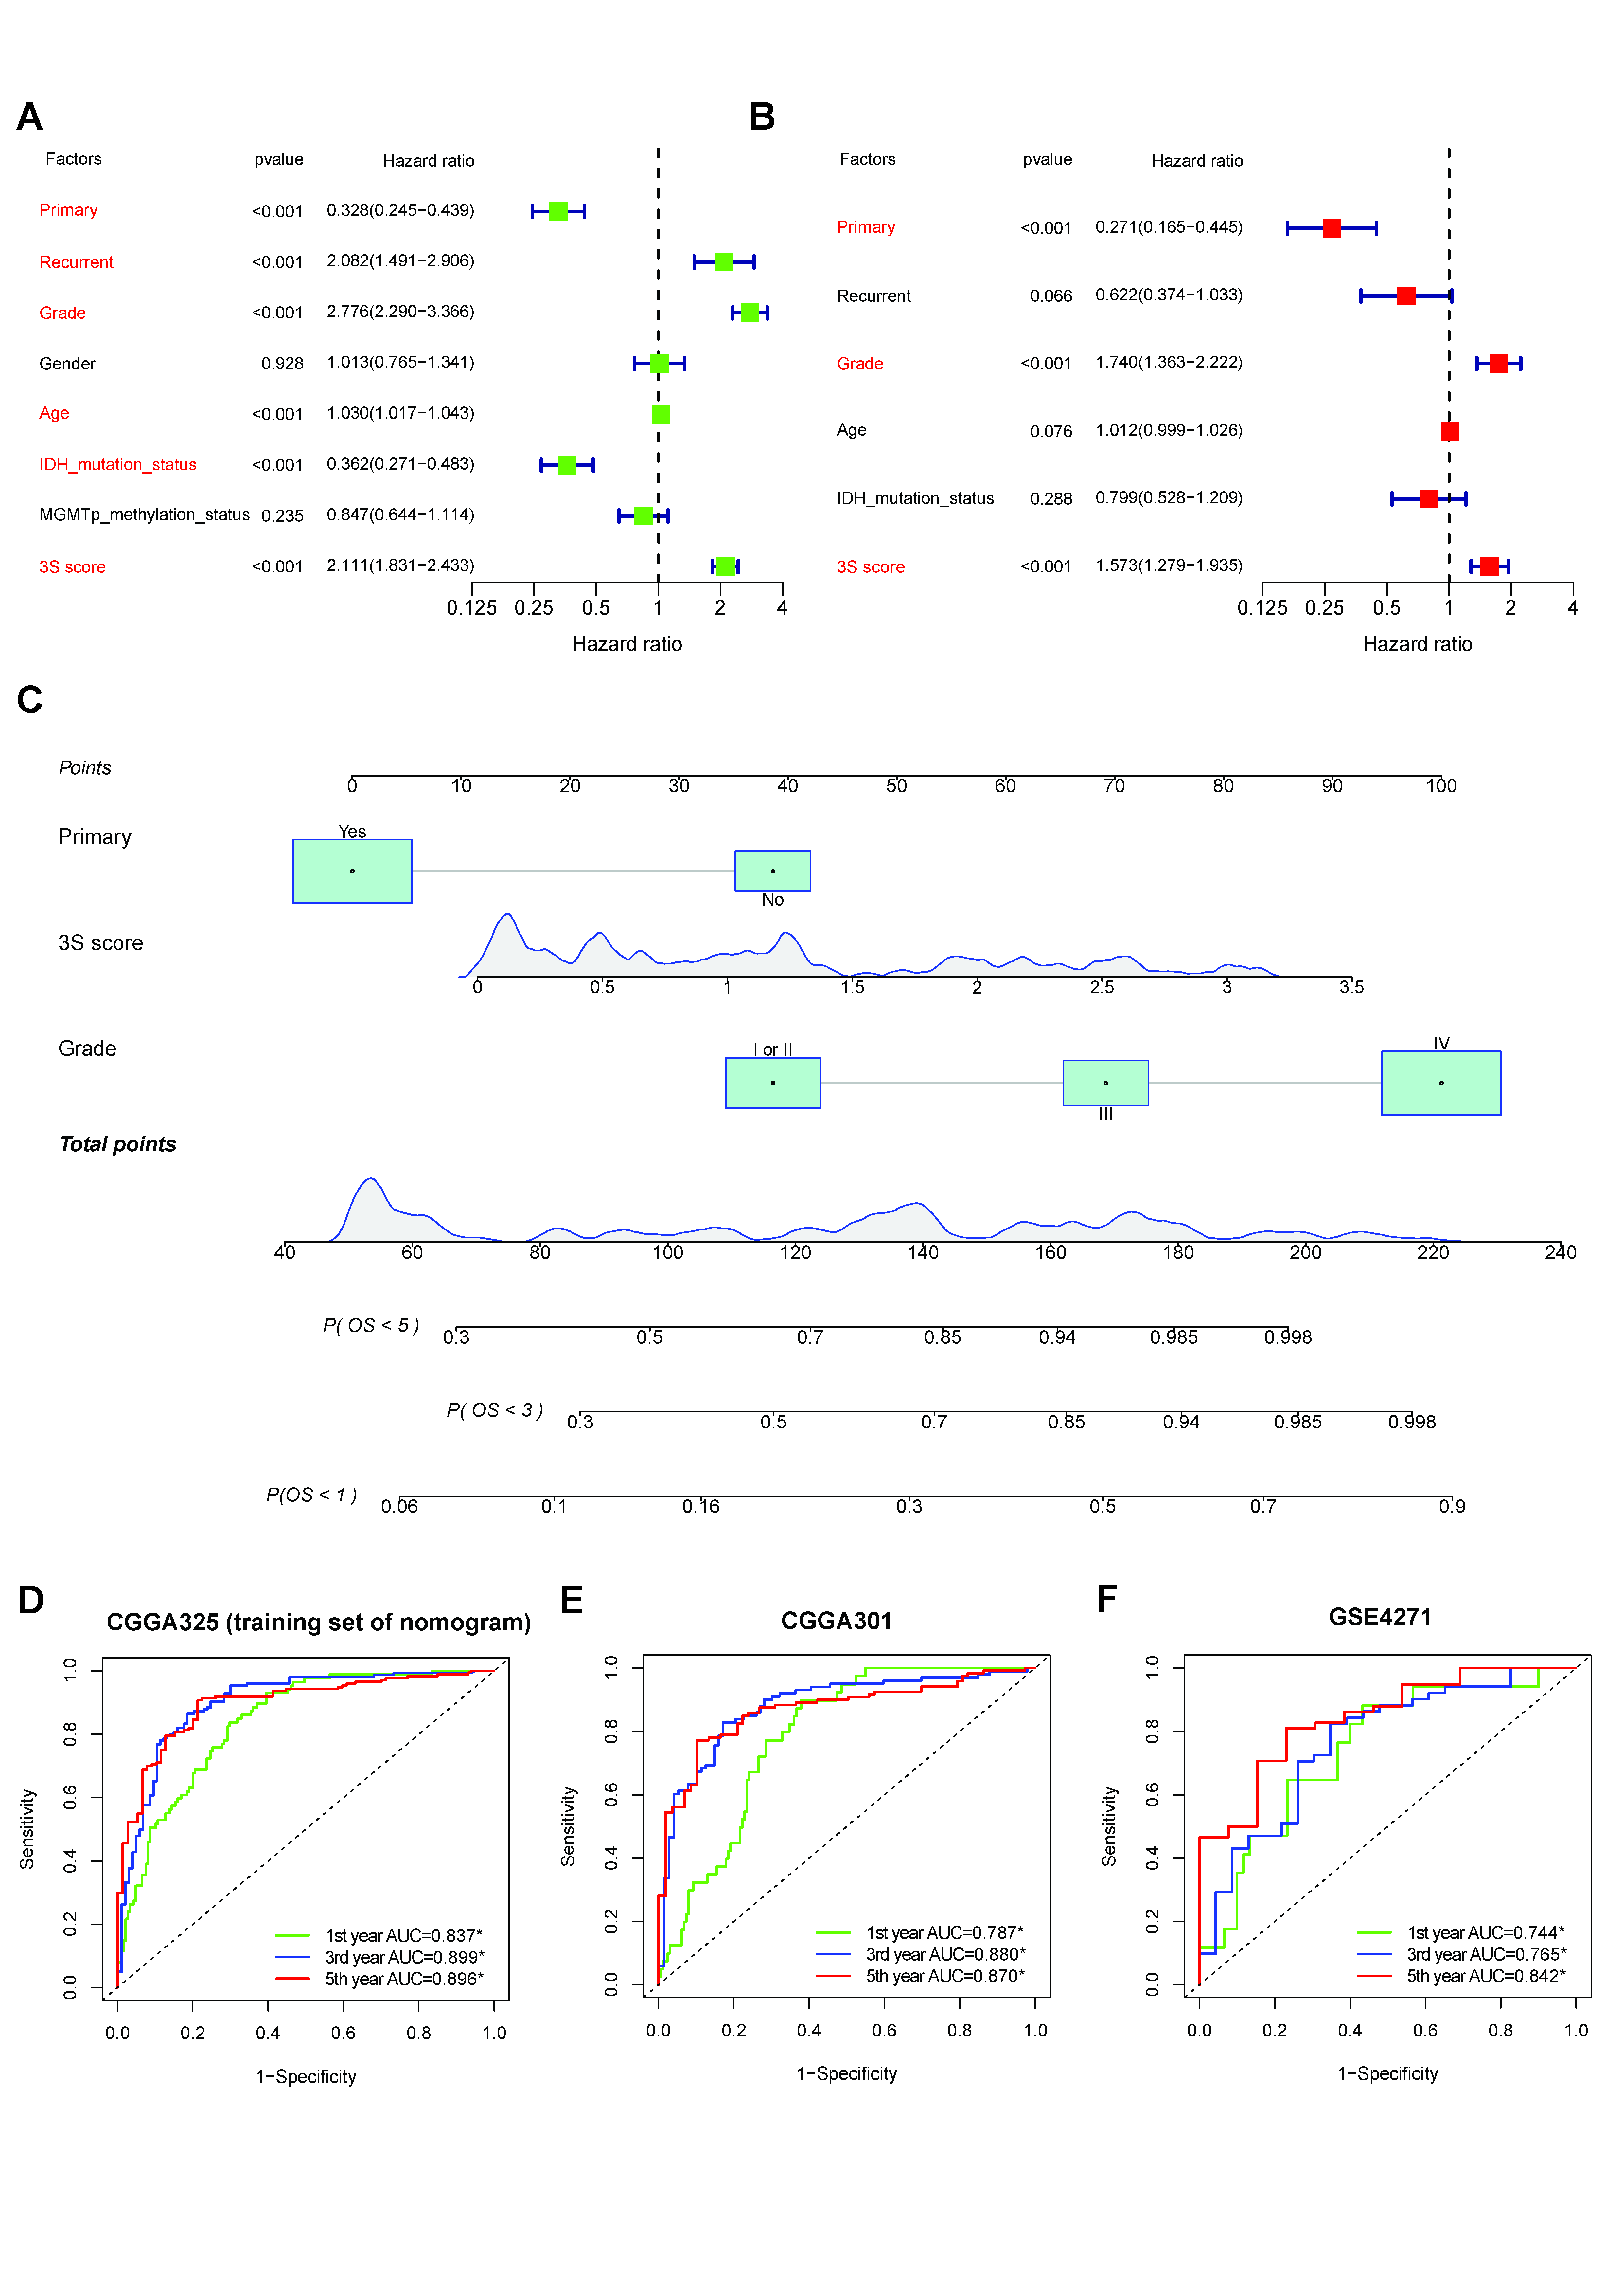 A
Factors pvalue Hazard ratio
Primary <0.001 0.328(0.245−0.439)
Recurrent <0.001 2.082(1.491−2.906)
Grade <0.001 2.776(2.290−3.366)
Gender 0.928 1.013(0.765−1.341)
Age <0.001 1.030(1.017−1.043)
IDH_mutation_status <0.001 0.362(0.271−0.483)
MGMTp_methylation_status 0.235 0.847(0.644−1.114)
3S score <0.001 2.111(1.831−2.433)
0.125 0.25 0.5 1 2 4
Hazard ratio
B
Factors pvalue Hazard ratio
Primary <0.001 0.271(0.165−0.445)
Recurrent 0.066 0.622(0.374−1.033)
Grade <0.001 1.740(1.363−2.222)
Age 0.076 1.012(0.999−1.026)
IDH_mutation_status 0.288 0.799(0.528−1.209)
3S score <0.001 1.573(1.279−1.935)
0.125 0.25 0.5 1 2 4
Hazard ratio
C
Points
0 10 20 30 40 50 60 70 80 90 100
Primary
Yes
No
3S score
0 0.5 1 1.5 2 2.5 3 3.5
Grade
I or II
III
IV
Total points
40 60 80 100 120 140 160 180 200 220 240
P( OS < 5 )
0.3 0.5 0.7 0.85 0.94 0.985 0.998
P( OS < 3 )
0.3 0.5 0.7 0.85 0.94 0.985 0.998
P(OS < 1 )
0.06 0.1 0.16 0.3 0.5 0.7 0.9
D
CGGA325 (training set of nomogram)
Sensitivity
0.0 0.2 0.4 0.6 0.8 1.0
1st year AUC=0.837*
3rd year AUC=0.899*
5th year AUC=0.896*
0.0 0.2 0.4 0.6 0.8 1.0
1−Specificity
E
CGGA301
Sensitivity
0.0 0.2 0.4 0.6 0.8 1.0
1st year AUC=0.787*
3rd year AUC=0.880*
5th year AUC=0.870*
0.0 0.2 0.4 0.6 0.8 1.0
1−Specificity
F
GSE4271
Sensitivity
0.0 0.2 0.4 0.6 0.8 1.0
1st year AUC=0.744*
3rd year AUC=0.765*
5th year AUC=0.842*
0.0 0.2 0.4 0.6 0.8 1.0
1−Specificity